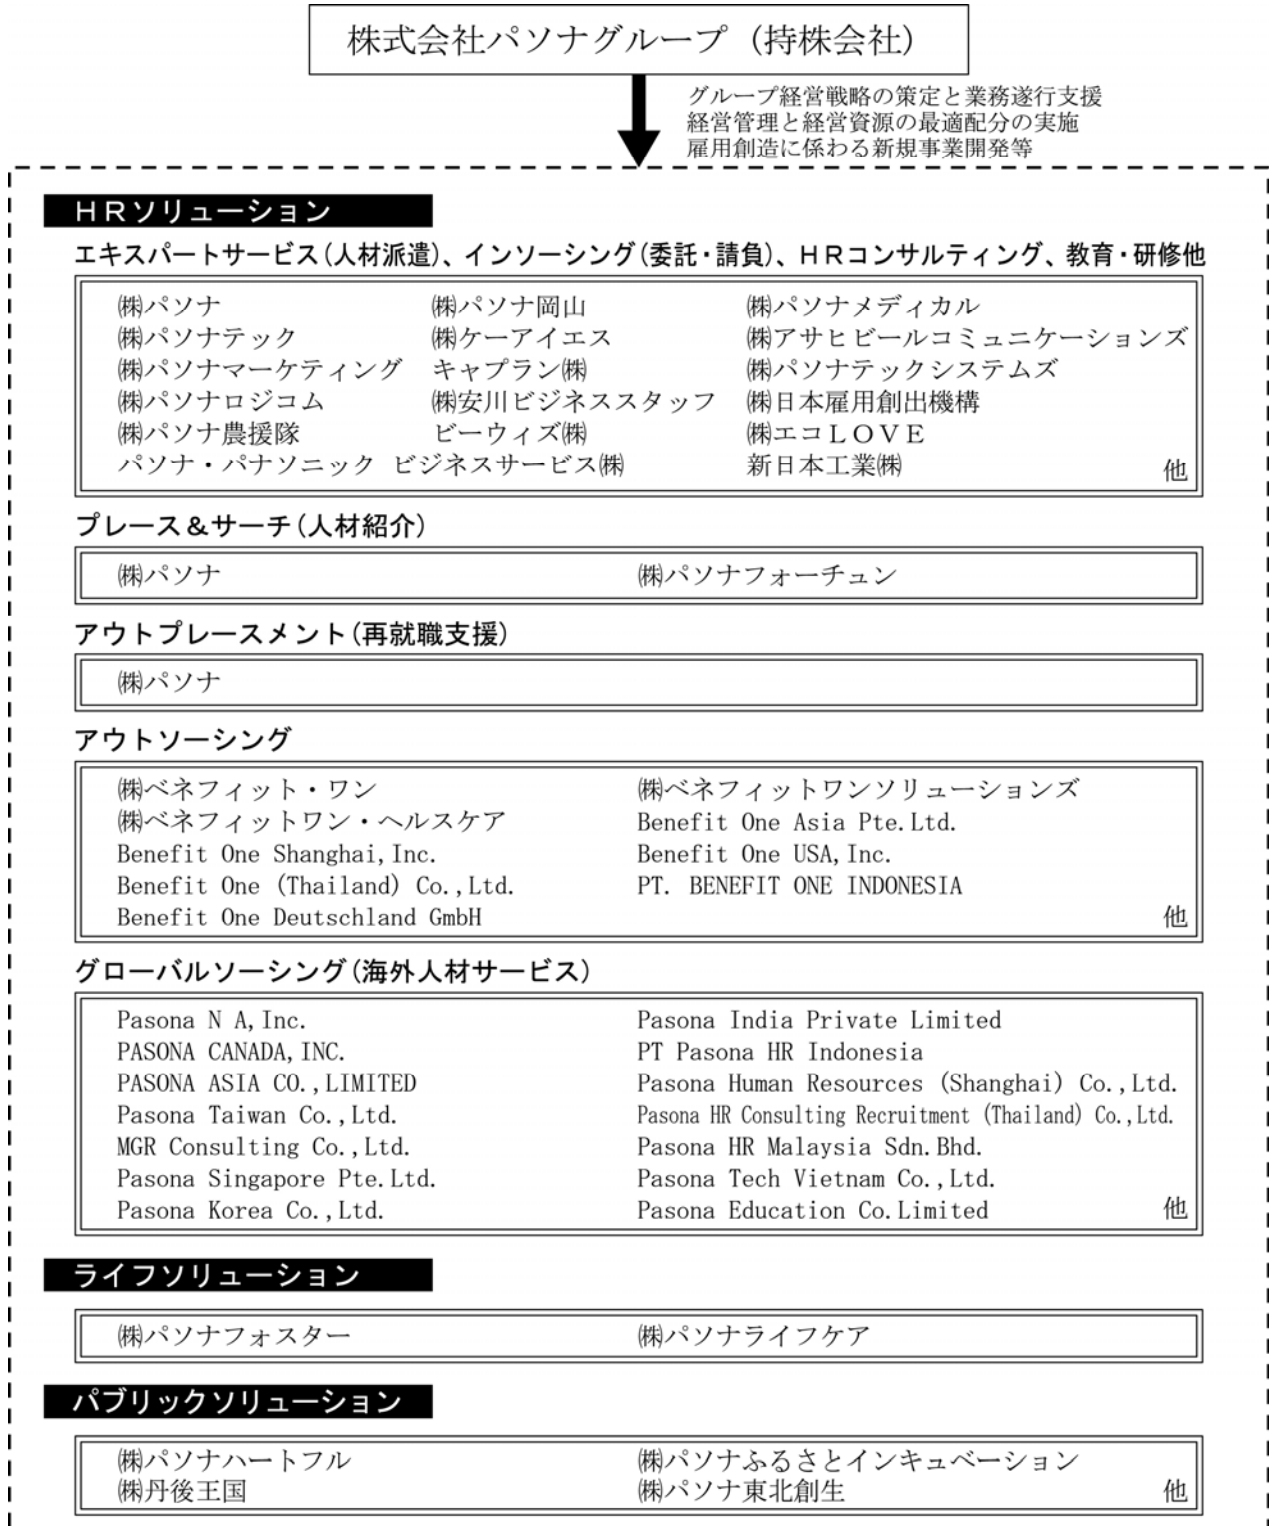 株式会社パソナグループ（持株会社）
グループ経営戦略の策定と業務遂行支援
経営管理と経営資源の最適配分の実施
雇用創造に係わる新規事業開発等
ＨＲソリューション
エキスパートサービス（人材派遣）、インソーシング（委託・請負）、ＨＲコンサルティング、教育・研修他
㈱パソナ ㈱パソナ岡山 ㈱パソナメディカル
㈱パソナテック ㈱ケーアイエス ㈱アサヒビールコミュニケーションズ
㈱パソナマーケティング キャプラン㈱ ㈱パソナテックシステムズ
㈱パソナロジコム ㈱安川ビジネススタッフ ㈱日本雇用創出機構
㈱パソナ農援隊 ビーウィズ㈱ ㈱エコＬＯＶＥ
パソナ・パナソニック ビジネスサービス㈱ 新日本工業㈱ 他
プレース＆サーチ（人材紹介）
㈱パソナ ㈱パソナフォーチュン
アウトプレースメント（再就職支援）
㈱パソナ
アウトソーシング
㈱ベネフィット・ワン ㈱ベネフィットワンソリューションズ
㈱ベネフィットワン・ヘルスケア Benefit One Asia Pte.Ltd.
Benefit One Shanghai,Inc. Benefit One USA,Inc.
Benefit One (Thailand) Co.,Ltd. PT. BENEFIT ONE INDONESIA
Benefit One Deutschland GmbH 他
グローバルソーシング（海外人材サービス）
Pasona N A,Inc. Pasona India Private Limited
PASONA CANADA,INC. PT Pasona HR Indonesia
PASONA ASIA CO.,LIMITED Pasona Human Resources (Shanghai) Co.,Ltd.
Pasona Taiwan Co.,Ltd. Pasona HR Consulting Recruitment (Thailand) Co.,Ltd.
MGR Consulting Co.,Ltd. Pasona HR Malaysia Sdn.Bhd.
Pasona Singapore Pte.Ltd. Pasona Tech Vietnam Co.,Ltd.
Pasona Korea Co.,Ltd. Pasona Education Co.Limited 他
ライフソリューション
㈱パソナフォスター ㈱パソナライフケア
パブリックソリューション
㈱パソナハートフル ㈱パソナふるさとインキュベーション
㈱丹後王国 ㈱パソナ東北創生 他